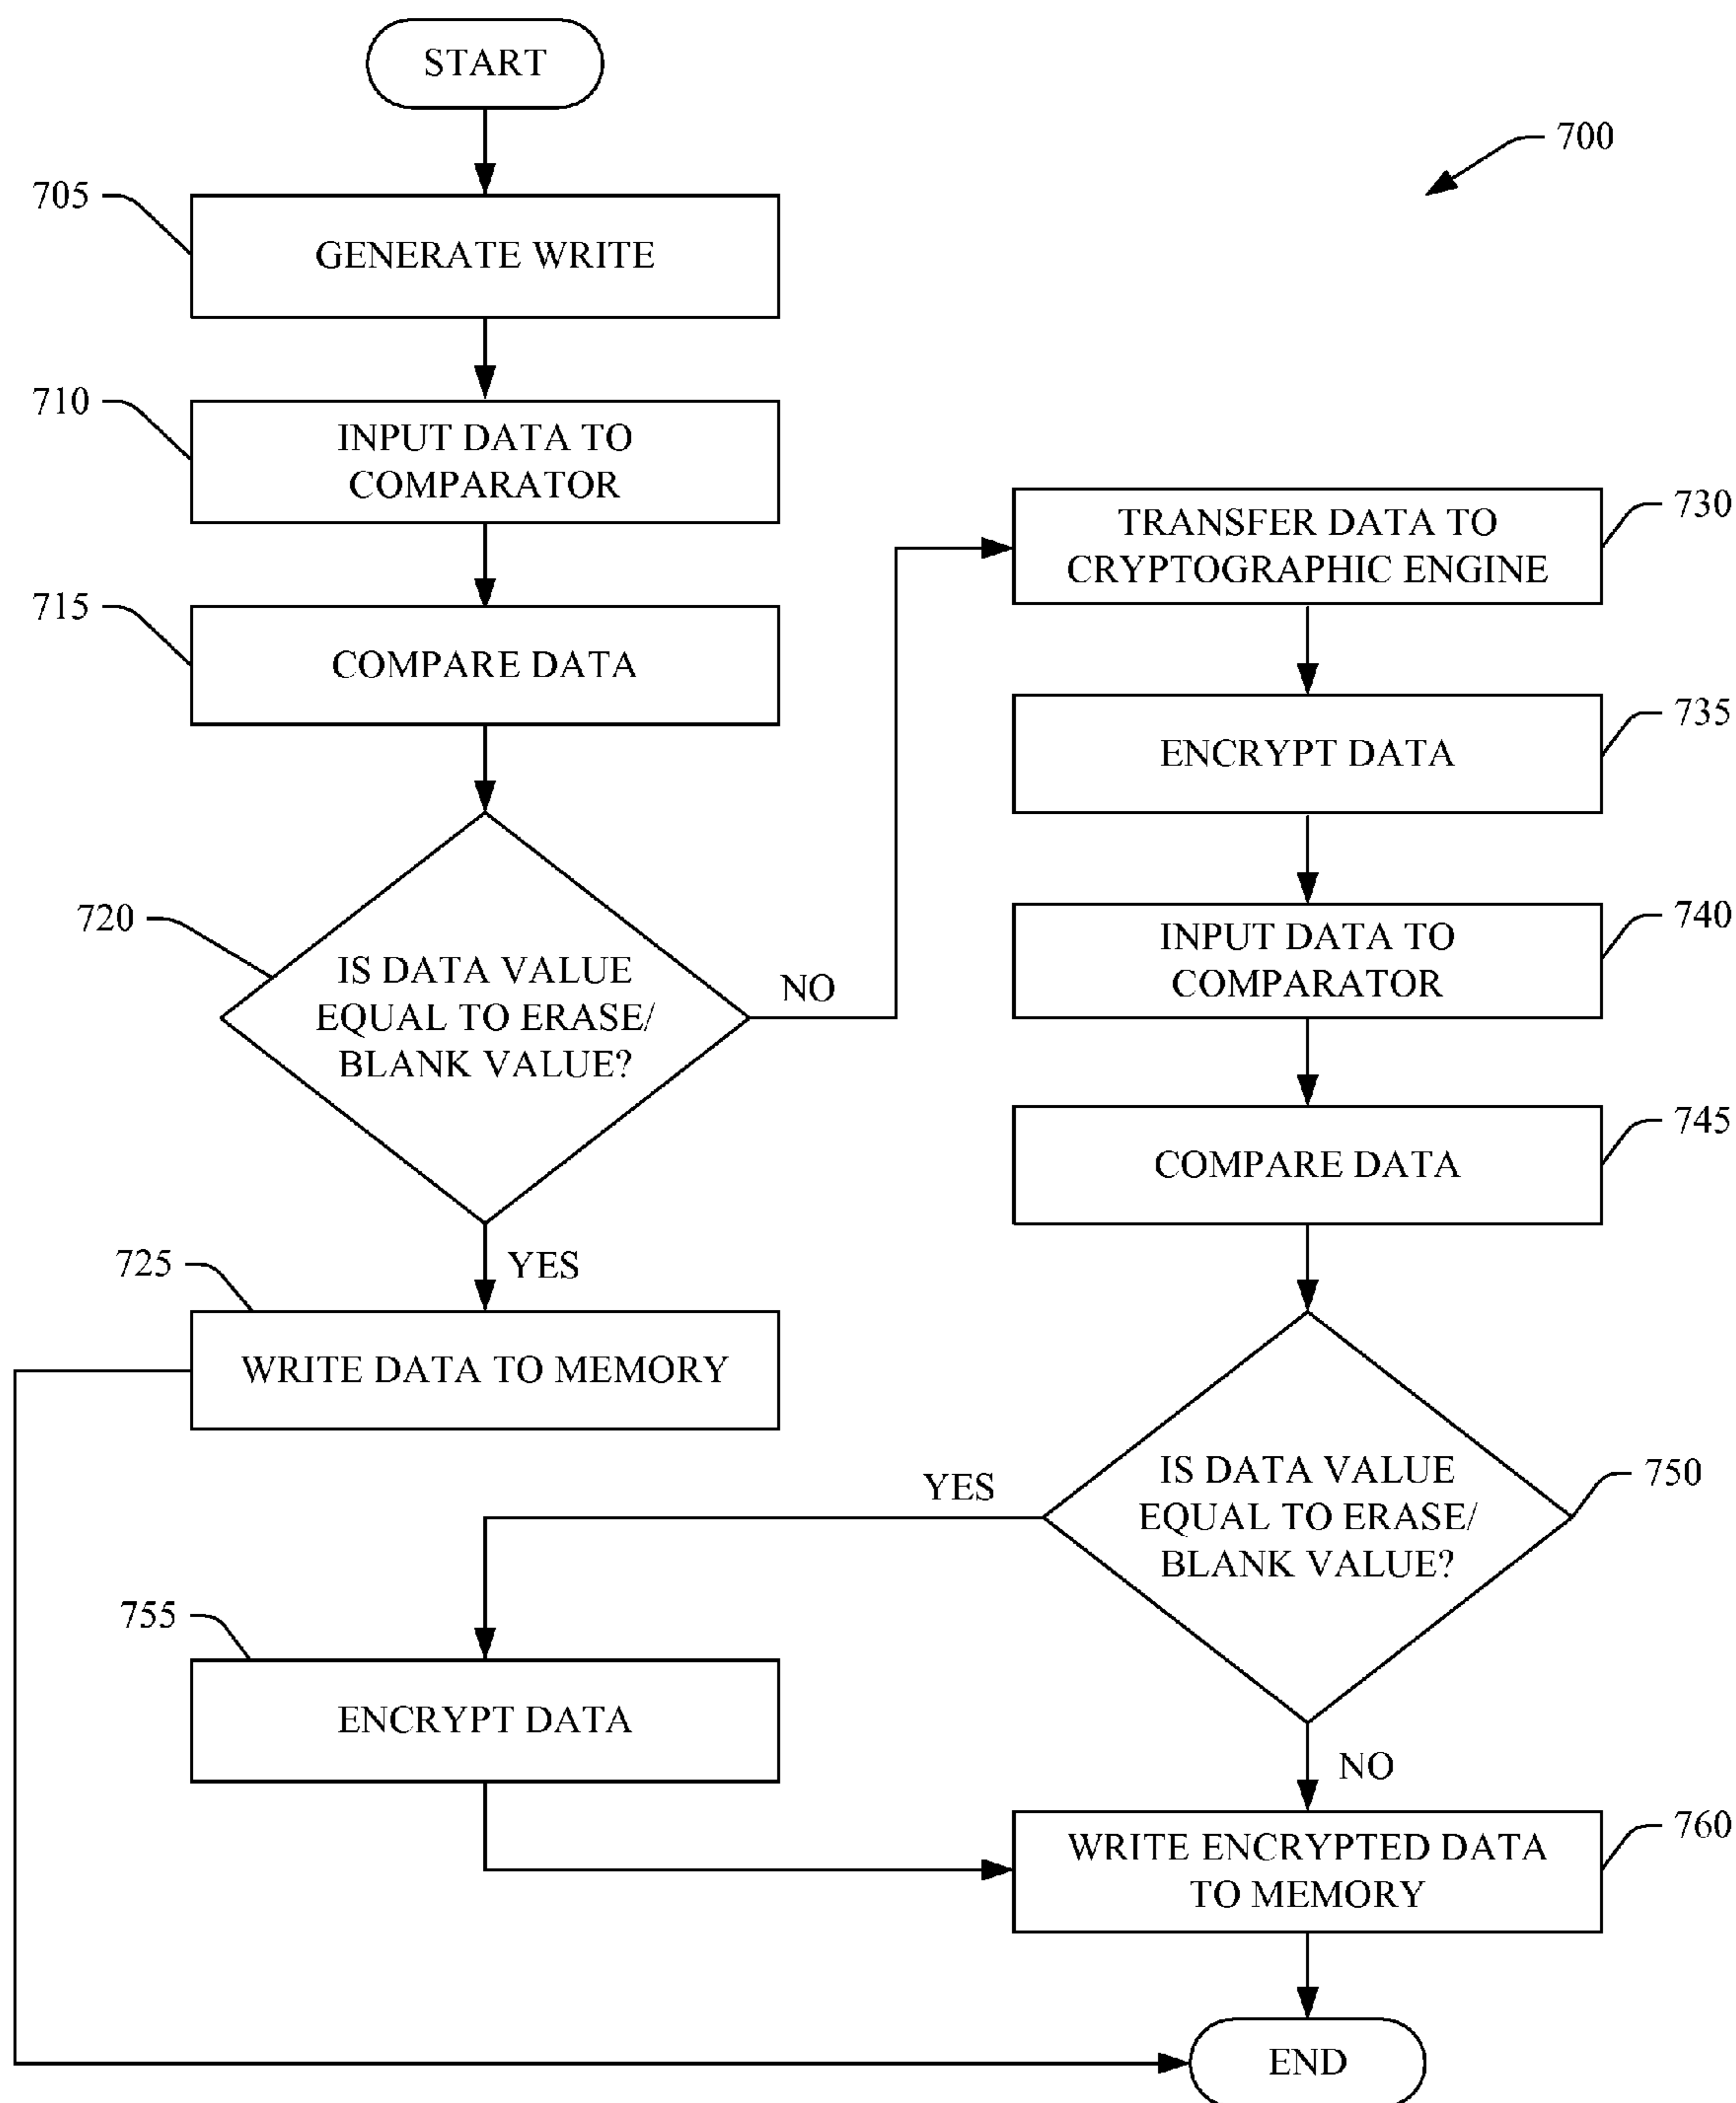 START
700
705
GENERATE WRITE
710
INPUT DATA TO
COMPARATOR
715
COMPARE DATA
720
IS DATA VALUE
EQUAL TO ERASE/
BLANK VALUE?
NO
YES
725
WRITE DATA TO MEMORY
730
TRANSFER DATA TO
CRYPTOGRAPHIC ENGINE
735
ENCRYPT DATA
740
INPUT DATA TO
COMPARATOR
745
COMPARE DATA
750
IS DATA VALUE
EQUAL TO ERASE/
BLANK VALUE?
YES
755
ENCRYPT DATA
NO
760
WRITE ENCRYPTED DATA
TO MEMORY
END